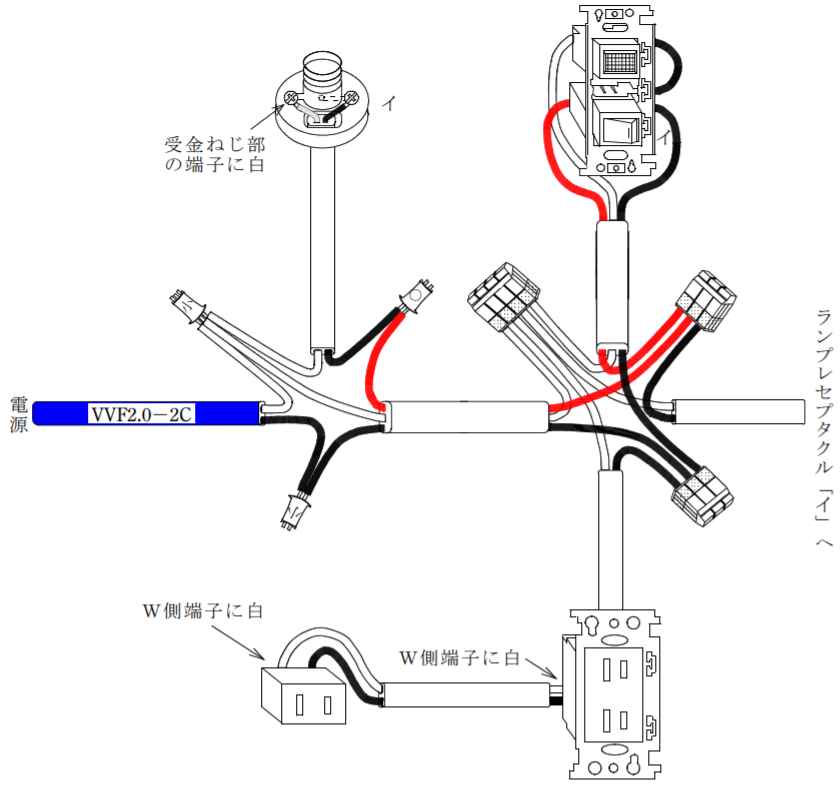 イ
受金ねじ部
の端子に白
イ
電源
VVF2.0-2C
ランプレセプタクル「イ」へ
W側端子に白
W側端子に白